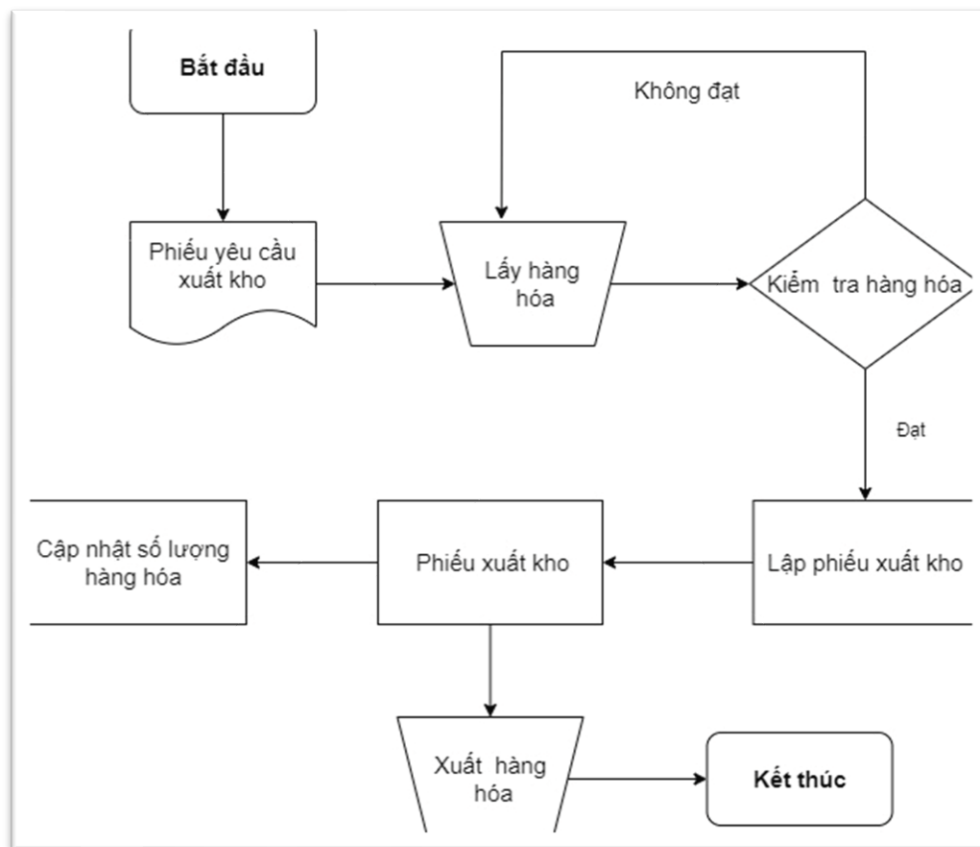 Bắt đầu
Không đạt
Phiếu yêu cầu
xuất kho
Lấy hàng
hóa
Kiểm  tra hàng hóa
Đạt
Cập nhật số lượng
hàng hóa
Phiếu xuất kho
Lập phiếu xuất kho
Xuất  hàng
hóa
Kết thúc